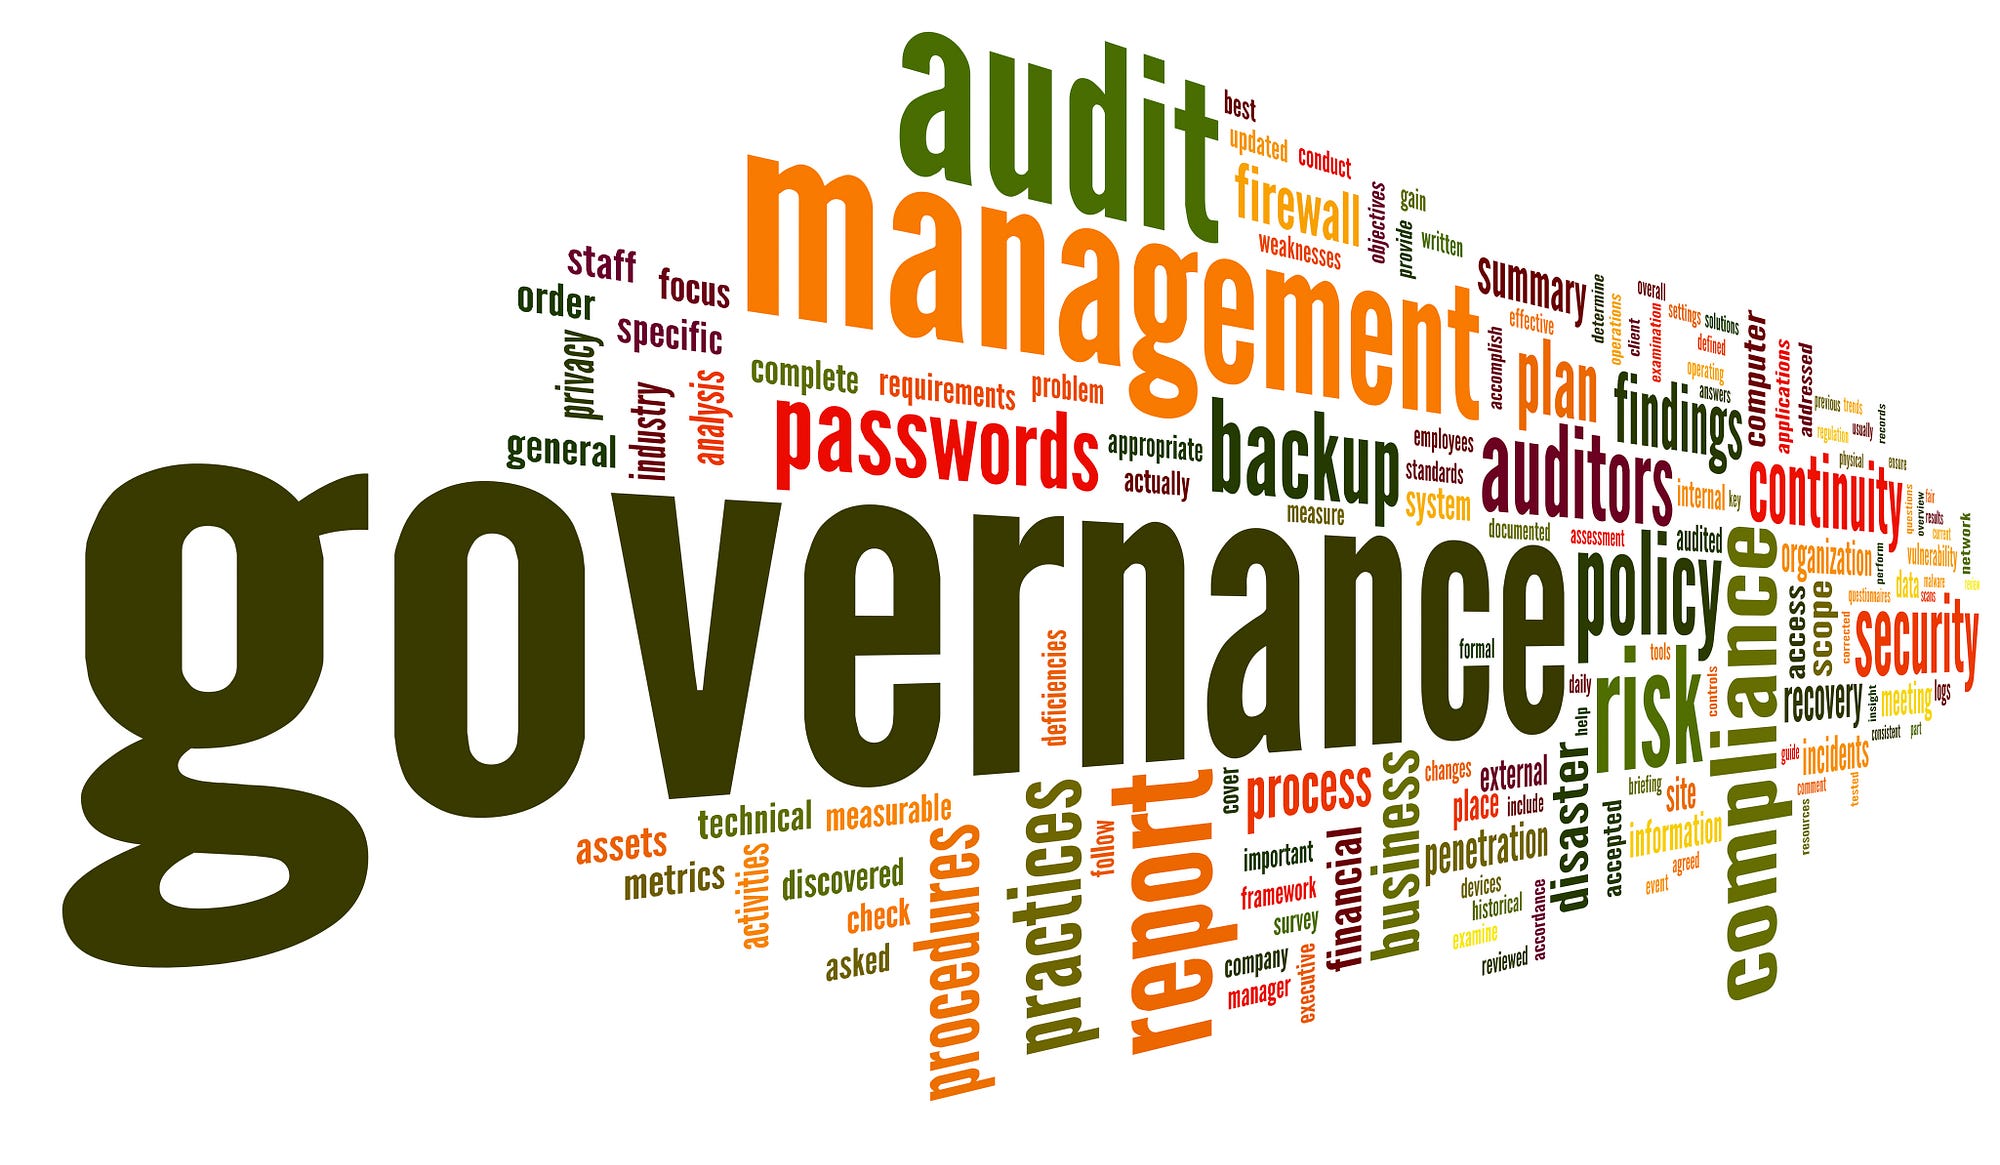 audit
best
updated
conduct
firewall
weaknesses
objectives
gain
provide
written
management
staff
focus
order
specific
privacy
industry
analysis
general
complete
requirements
problem
passwords
appropriate
actually
backup
measure
employees
standards
system
summary
effective
accomplish
plan
determine
operations
client
overall
examination
settings
solutions
defined
operating
answers
findings
computer
applications
addressed
previous
trends
regulation
usually
records
physical
ensure
auditors
internal
key
documented
assessment
audited
continuity
questions
overview
fair
results
current
network
organization
perform
vulnerability
review
data
malware
scans
questionnaires
governance
deficiencies
formal
policy
tools
daily
help
risk
controls
compliance
access
scope
corrected
security
recovery
insight
meeting
logs
consistent
part
guide
incidents
comment
tested
resources
technical
measurable
assets
metrics
activities
discovered
check
asked
procedures
practices
follow
report
cover
process
important
framework
survey
company
manager
executive
financial
business
changes
external
place
include
penetration
devices
historical
examine
reviewed
accordance
disaster
accepted
briefing
site
information
agreed
event